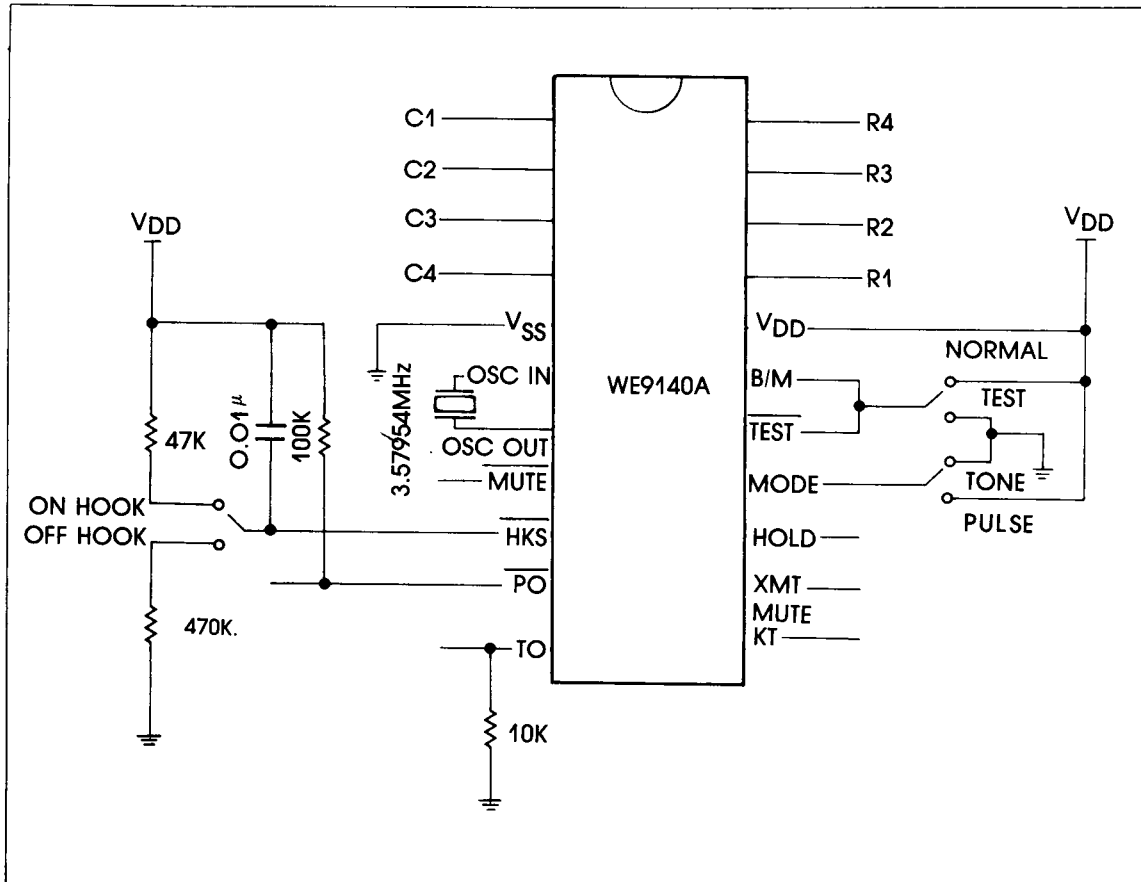 C1
C2
C3
C4
VSS
OSC IN
3.57954MHz
OSC OUT
MUTE
HKS
PO
TO
WE9140A
R4
R3
R2
R1
VDD
B/M
TEST
MODE
HOLD
XMT
MUTE
KT
VDD
47K
0.01µ
100K
ON HOOK
OFF HOOK
470K.
10K
VDD
NORMAL
TEST
TONE
PULSE